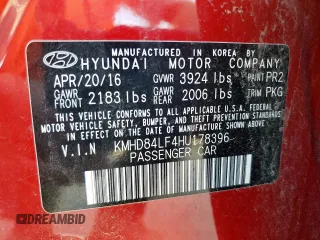 MANUFACTURED IN KOREA BY
HYUNDAI MOTOR COMPANY
APR/20/16 GVWR 3924 lbs PAINT PR2
GAWR FRONT 2183 lbs GAWR REAR 2006 lbs TRIM PKG
THIS VEHICLE CONFORMS TO ALL APPLICABLE U.S.
FEDERAL MOTOR VEHICLE SAFETY, BUMPER, AND
THEFT PREVENTION STANDARDS IN EFFECT ON THE
DATE OF MANUFACTURE SHOWN ABOVE
V.I.N KMHD84LF4HU178396
PASSENGER CAR
DREAMBID